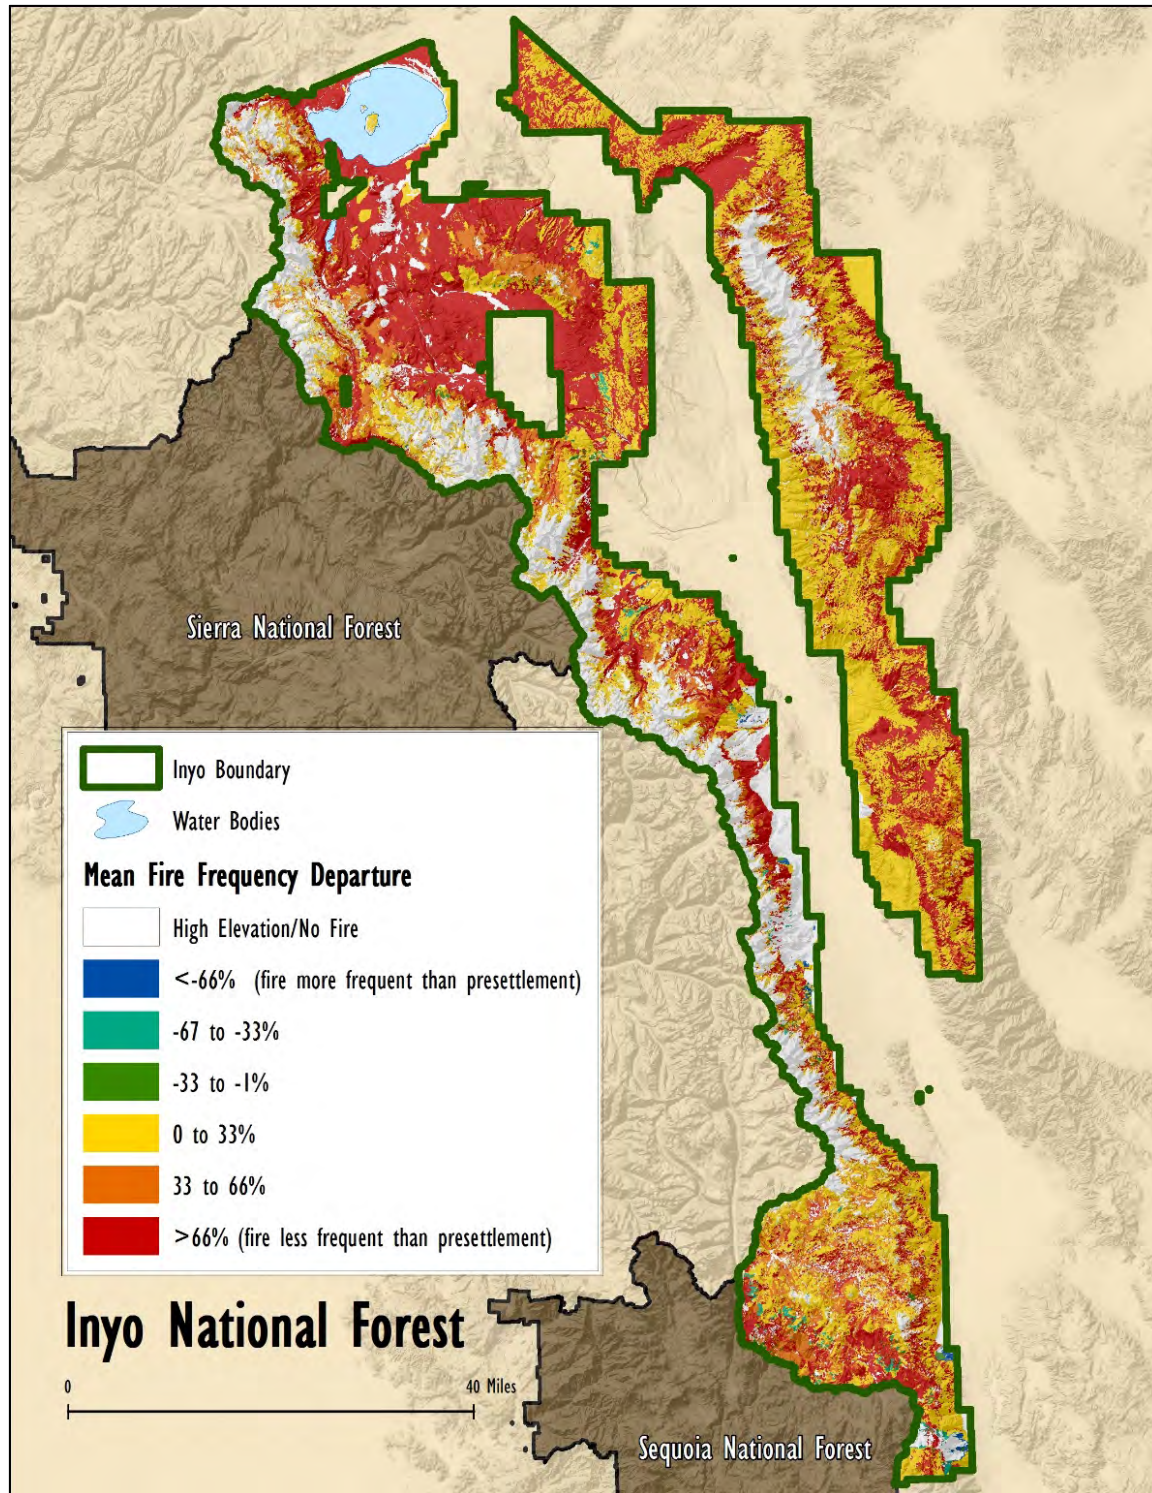 Sierra National Forest
Inyo Boundary
Water Bodies
Mean Fire Frequency Departure
High Elevation/No Fire
<-66% (fire more frequent than presettlement)
-67 to -33%
-33 to -1%
0 to 33%
33 to 66%
>66% (fire less frequent than presettlement)
Inyo National Forest
0 40 Miles
Sequoia National Forest